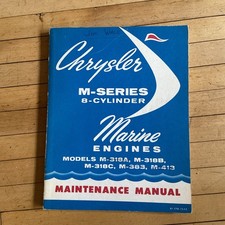 Chrysler
M-SERIES
8-CYLINDER
Marine
ENGINES
MODELS M-318A, M-318B,
M-318C, M-383, M-413
MAINTENANCE MANUAL